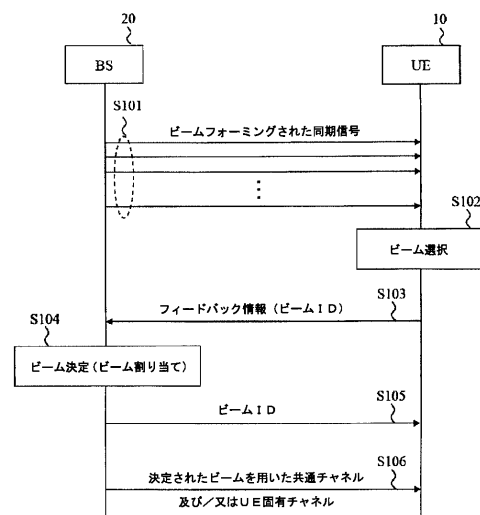 20
10
BS
UE
S101
ビームフォーミングされた同期信号
S102
ビーム選択
フィードバック情報(ビームID)
S103
S104
ビーム決定(ビーム割り当て)
ビームID
S105
決定されたビームを用いた共通チャネル
S106
及び/又はUE固有チャネル